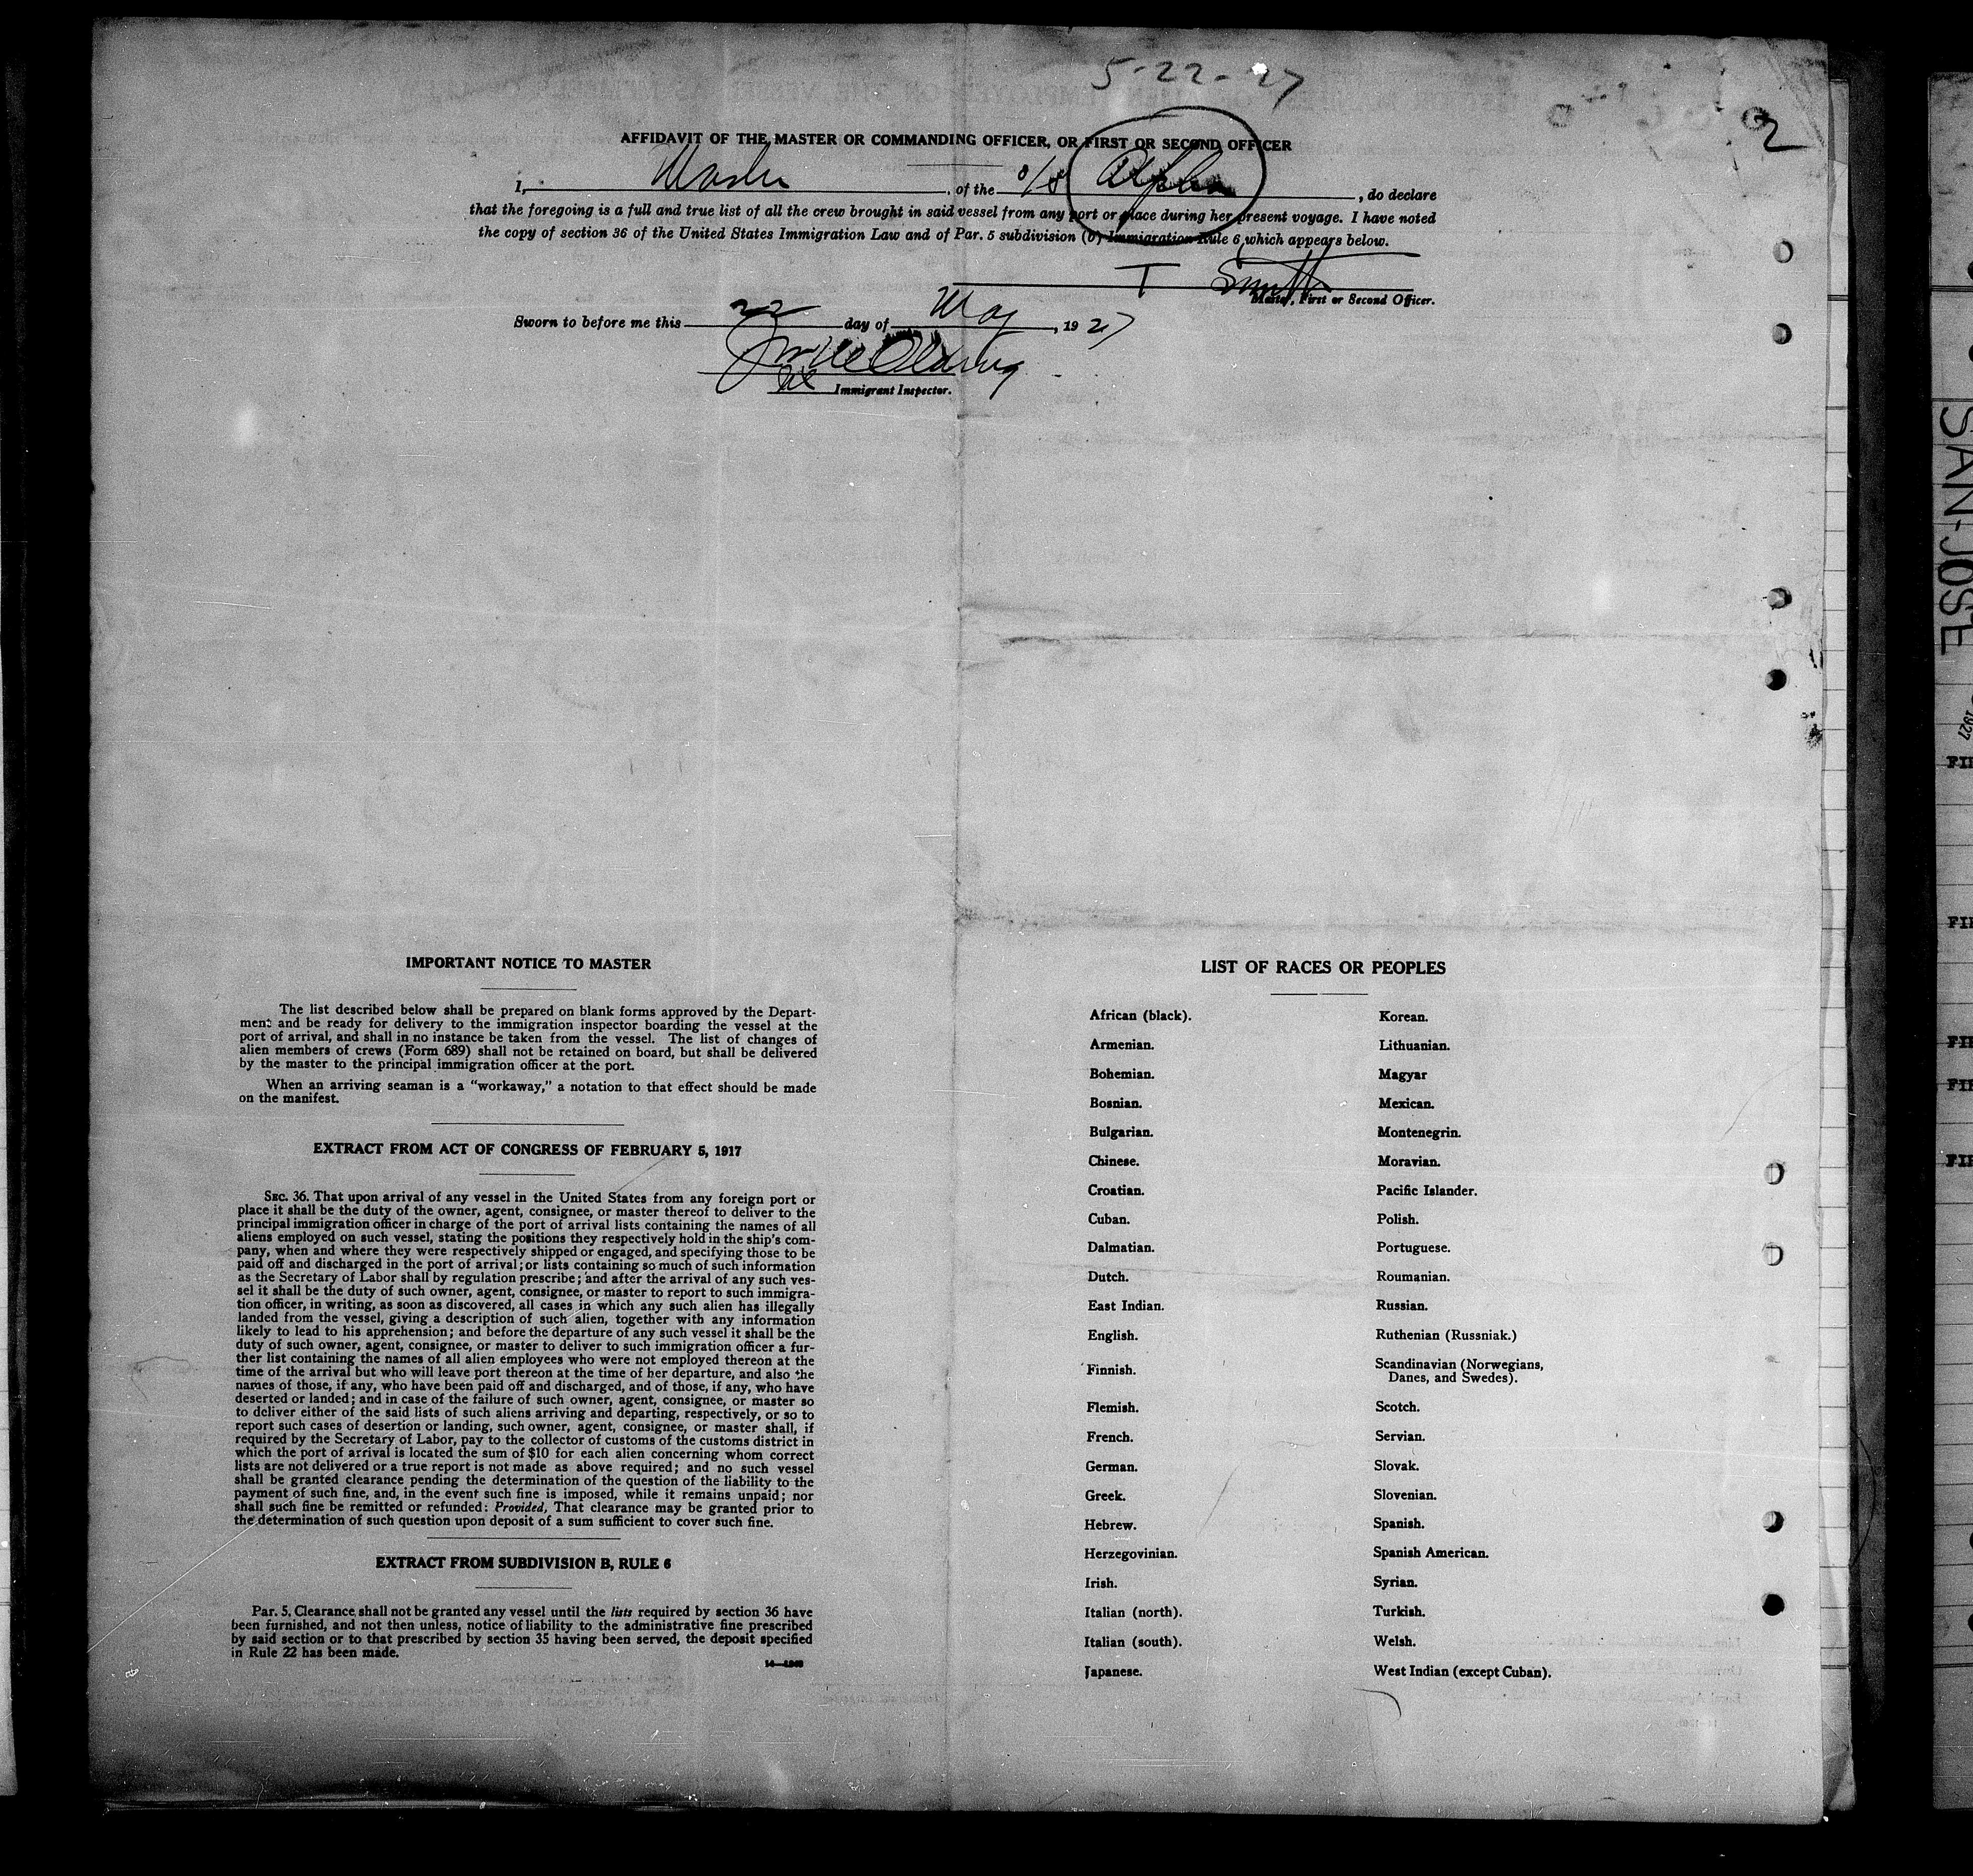 5-22-27
2
AFFIDAVIT OF THE MASTER OR COMMANDING OFFICER, OR FIRST OR SECOND OFFICER
I, Master, of the S/S Alpha, do declare
that the foregoing is a full and true list of all the crew brought in said vessel from any port or place during her present voyage. I have noted
the copy of section 36 of the United States Immigration Law and of Par. 5 subdivision (b) Immigration Rule 6, which appears below.
T Smith
Master, First or Second Officer.
Sworn to before me this 22 day of May, 1927
Immigrant Inspector.
IMPORTANT NOTICE TO MASTER
The list described below shall be prepared on blank forms approved by the Depart-
ment and be ready for delivery to the immigration inspector boarding the vessel at the
port of arrival, and shall in no instance be taken from the vessel. The list of changes of
alien members of crews (Form 689) shall not be retained on board, but shall be delivered
by the master to the principal immigration officer at the port.
When an arriving seaman is a "workaway," a notation to that effect should be made
on the manifest.
EXTRACT FROM ACT OF CONGRESS OF FEBRUARY 5, 1917
SEC. 36. That upon arrival of any vessel in the United States from any foreign port or
place it shall be the duty of the owner, agent, consignee, or master thereof to deliver to the
principal immigration officer in charge of the port of arrival lists containing the names of all
aliens employed on such vessel, stating the positions they respectively hold in the ship's com-
pany, when and where they were respectively shipped or engaged, and specifying those to be
paid off and discharged in the port of arrival; or lists containing so much of such information
as the Secretary of Labor shall by regulation prescribe; and after the arrival of any such ves-
sel it shall be the duty of such owner, agent, consignee, or master to report to such immigra-
tion officer, in writing, as soon as discovered, all cases in which any such alien has illegally
landed from the vessel, giving a description of such alien, together with any information
likely to lead to his apprehension; and before the departure of any such vessel it shall be the
duty of such owner, agent, consignee, or master to deliver to such immigration officer a fur-
ther list containing the names of all alien employees who were not employed thereon at the
time of the arrival but who will leave port thereon at the time of her departure, and also the
names of those, if any, who have been paid off and discharged, and of those, if any, who have
deserted or landed; and in case of the failure of such owner, agent, consignee, or master so
to deliver either of the said lists of such aliens arriving and departing, respectively, or so to
report such cases of desertion or landing, such owner, agent, consignee, or master shall, if
required by the Secretary of Labor, pay to the collector of customs of the customs district in
which the port of arrival is located the sum of $10 for each alien concerning whom correct
lists are not delivered or a true report is not made as above required; and no such vessel
shall be granted clearance pending the determination of the question of the liability to the
payment of such fine, and, in the event such fine is imposed, while it remains unpaid; nor
shall such fine be remitted or refunded: Provided, That clearance may be granted prior to
the determination of such question upon deposit of a sum sufficient to cover such fine.
EXTRACT FROM SUBDIVISION B, RULE 6
Par. 5. Clearance shall not be granted any vessel until the lists required by section 36 have
been furnished, and not then unless, notice of liability to the administrative fine prescribed
by said section or to that prescribed by section 35 having been served, the deposit specified
in Rule 22 has been made.
LIST OF RACES OR PEOPLES
African (black).
Armenian.
Bohemian.
Bosnian.
Bulgarian.
Chinese.
Croatian.
Cuban.
Dalmatian.
Dutch.
East Indian.
English.
Finnish.
Flemish.
French.
German.
Greek.
Hebrew.
Herzegovinian.
Irish.
Italian (north).
Italian (south).
Japanese.
Korean.
Lithuanian.
Magyar
Mexican.
Montenegrin.
Moravian.
Pacific Islander.
Polish.
Portuguese.
Roumanian.
Russian.
Ruthenian (Russniak.)
Scandinavian (Norwegians,
Danes, and Swedes).
Scotch.
Servian.
Slovak.
Slovenian.
Spanish.
Spanish American.
Syrian.
Turkish.
Welsh.
West Indian (except Cuban).
SAN-JOSE
1927